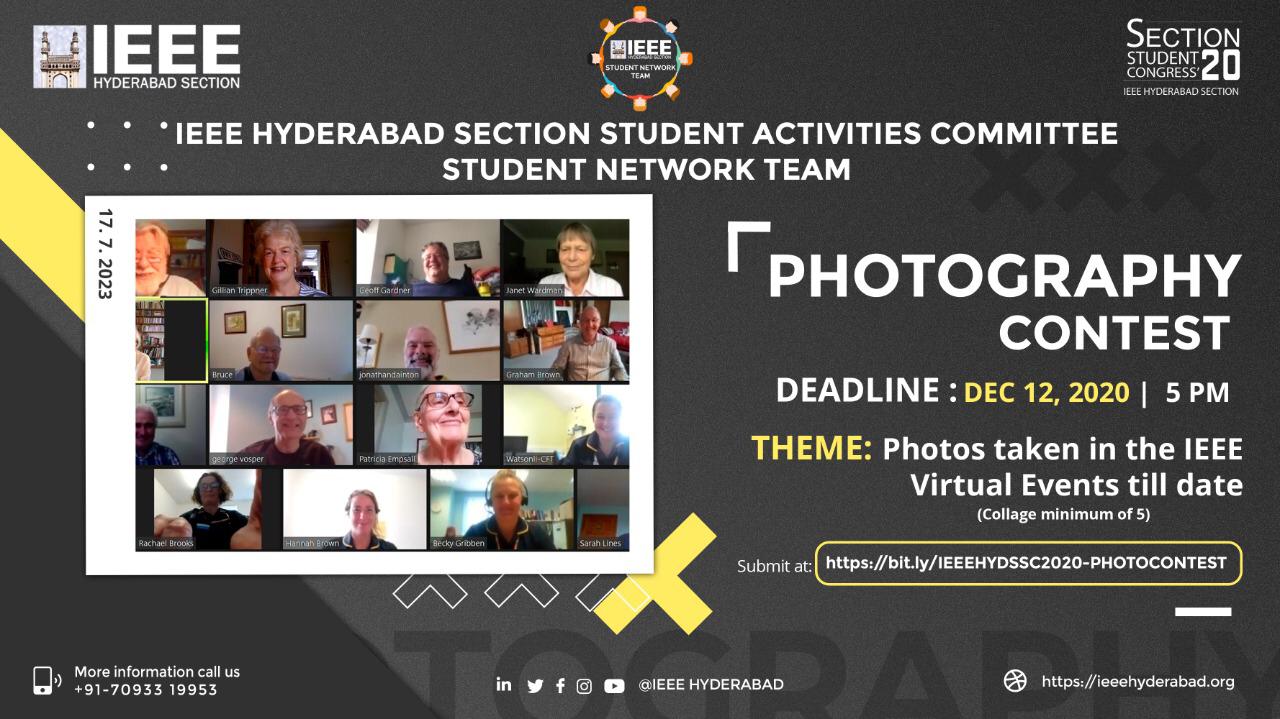 IEEE
HYDERABAD SECTION
IEEE
HYDERABAD SECTION
STUDENT NETWORK
TEAM
SECTION
STUDENT
CONGRESS'20
IEEE HYDERABAD SECTION
IEEE HYDERABAD SECTION STUDENT ACTIVITIES COMMITTEE
STUDENT NETWORK TEAM
17. 7. 2023
Gillian Trippner
Geoff Gardner
Janet Wardman
Bruce
jonathandainton
Graham Brown
george vosper
Patricia Empsall
Watsonli-CFT
Rachael Brooks
Hannah Brown
Becky Gribben
Sarah Lines
PHOTOGRAPHY
CONTEST
DEADLINE : DEC 12, 2020 | 5 PM
THEME: Photos taken in the IEEE
Virtual Events till date
(Collage minimum of 5)
Submit at: https://bit.ly/IEEEHYDSSC2020-PHOTOCONTEST
TOGRAPHY
More information call us
+91-70933 19953
@IEEE HYDERABAD
https://ieeehyderabad.org